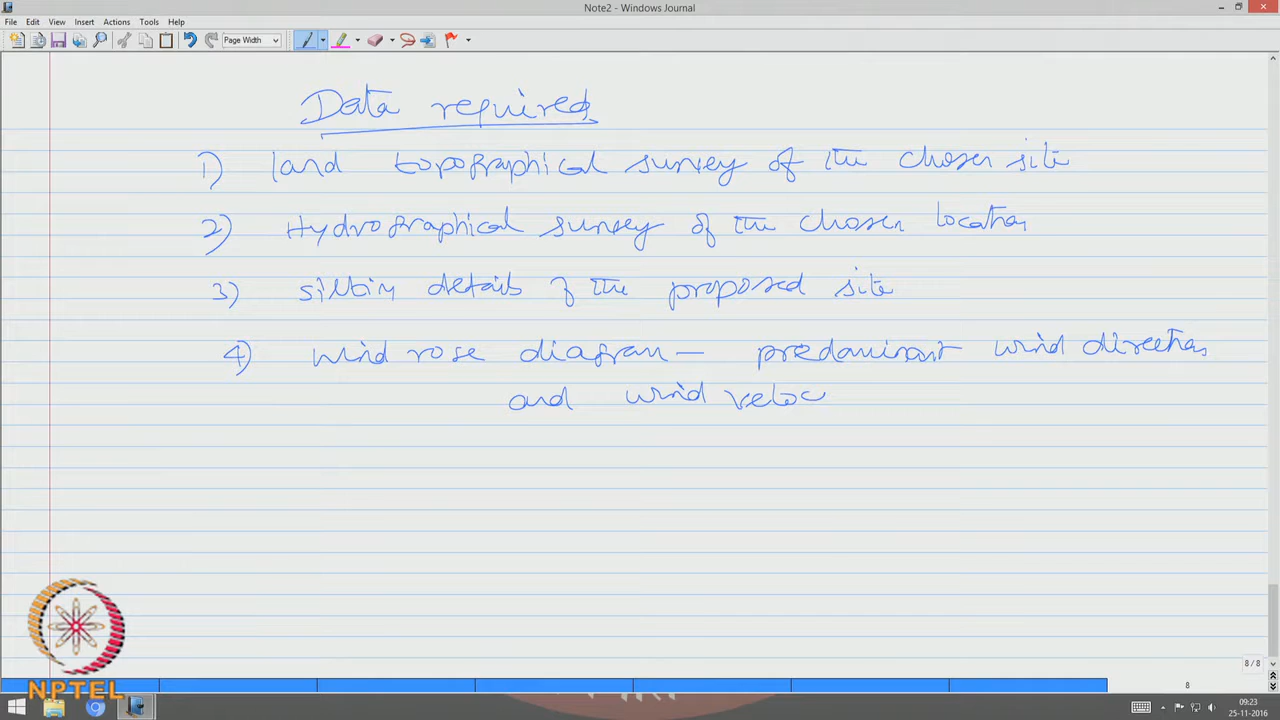 Note2 - Windows Journal
File Edit View Insert Actions Tools Help
Page Width
Data required
1) land topographical survey of the chosen site
2) Hydrographical survey of the chosen location
3) silting details of the proposed site
4) wind rose diagram – predominant wind direction
and wind veloc
8 / 8
NPTEL
8
09:23
25-11-2016